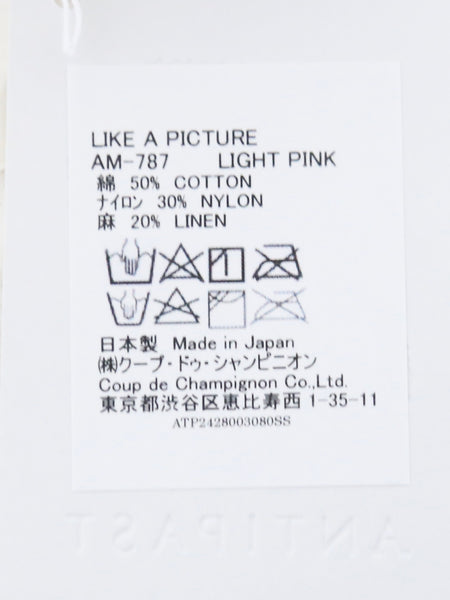 LIKE A PICTURE
AM-787 LIGHT PINK
綿 50% COTTON
ナイロン 30% NYLON
麻 20% LINEN
日本製 Made in Japan
㈱クープ・ドゥ・シャンピニオン
Coup de Champignon Co.,Ltd.
東京都渋谷区恵比寿西1-35-11
ATP2428003080SS
ANTIPAST